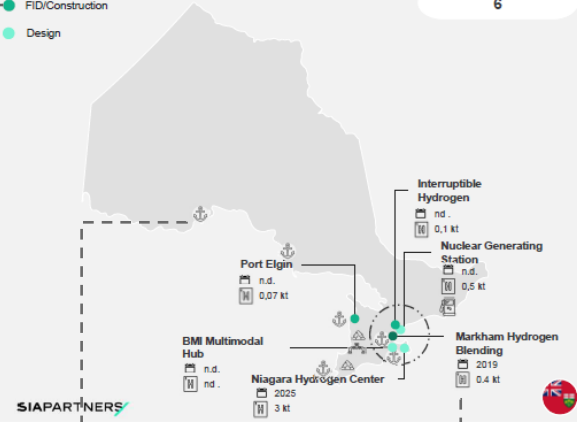 FID/Construction
6
Design
Interruptible
Hydrogen
nd .
H 0,1 kt
Nuclear Generating
Station
n.d.
H 0,5 kt
Port Elgin
n.d.
H 0,07 kt
BMI Multimodal
Hub
n.d.
H nd .
Markham Hydrogen
Blending
2019
H 0.4 kt
Niagara Hydrogen Center
2025
H 3 kt
SIAPARTNERS